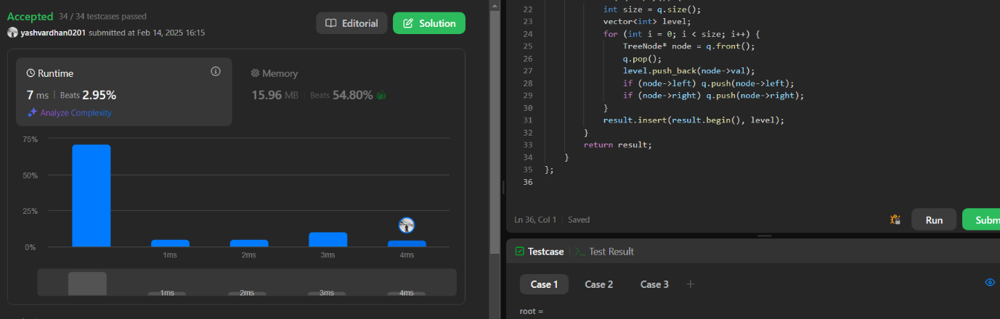 Accepted 34 / 34 testcases passed
yashvardhan0201 submitted at Feb 14, 2025 16:15
Editorial
Solution
Runtime
7 ms | Beats 2.95%
Analyze Complexity
Memory
15.96 MB | Beats 54.80%
75%
50%
25%
0%
1ms 2ms 3ms 4ms
1ms 2ms 3ms 4ms
22 int size = q.size();
23 vector<int> level;
24 for (int i = 0; i < size; i++) {
25 TreeNode* node = q.front();
26 q.pop();
27 level.push_back(node->val);
28 if (node->left) q.push(node->left);
29 if (node->right) q.push(node->right);
30 }
31 result.insert(result.begin(), level);
32 }
33 return result;
34 }
35 };
36
Ln 36, Col 1 | Saved
Run
Subm
Testcase | >_ Test Result
Case 1 Case 2 Case 3 +
root =